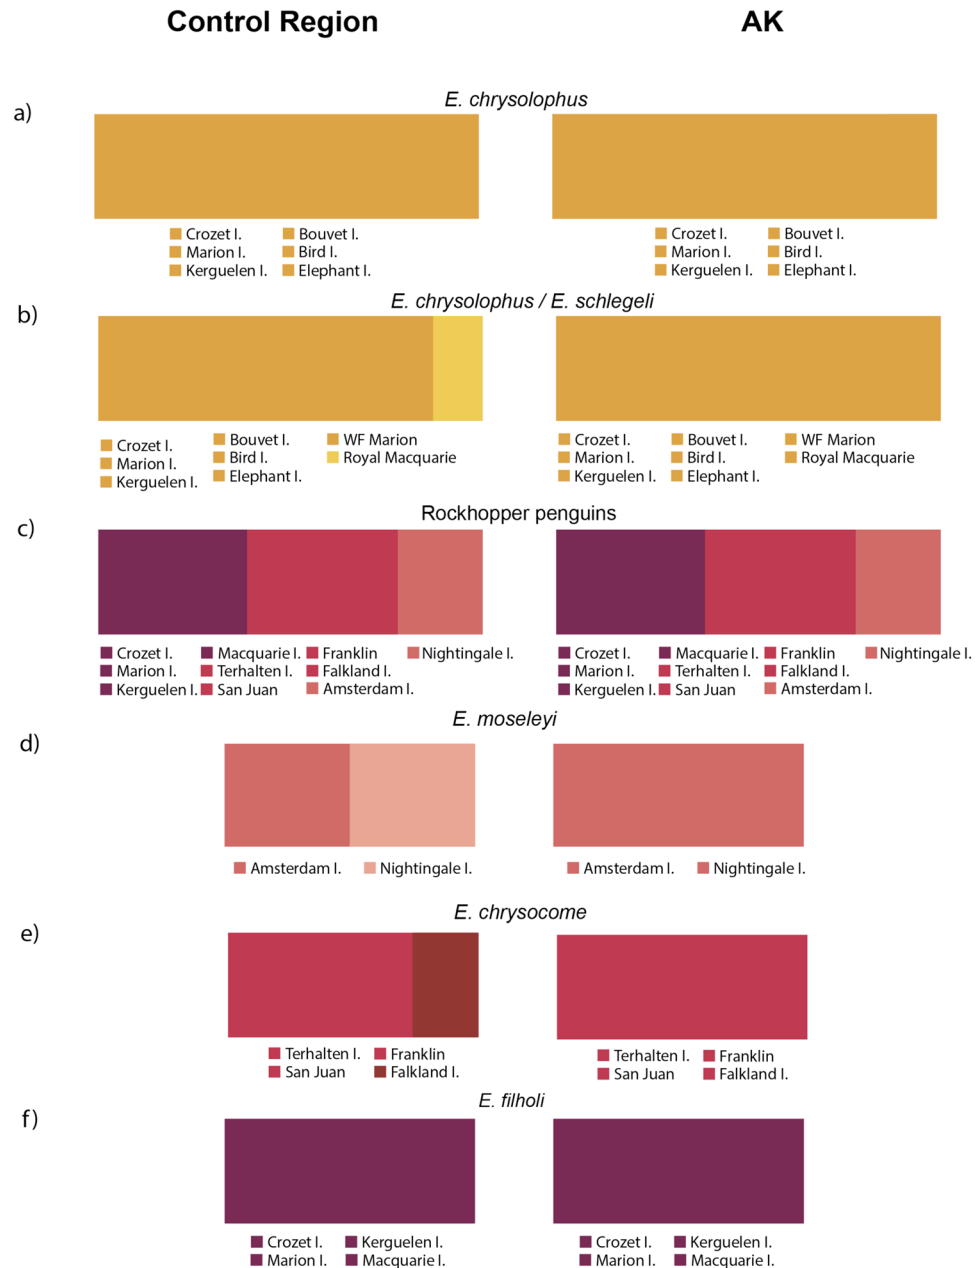 Control Region AK
a) E. chrysolophus
Crozet I. Bouvet I. Crozet I. Bouvet I.
Marion I. Bird I. Marion I. Bird I.
Kerguelen I. Elephant I. Kerguelen I. Elephant I.
b) E. chrysolophus / E. schlegeli
Crozet I. Bouvet I. WF Marion Crozet I. Bouvet I. WF Marion
Marion I. Bird I. Royal Macquarie Marion I. Bird I. Royal Macquarie
Kerguelen I. Elephant I. Kerguelen I. Elephant I.
c) Rockhopper penguins
Crozet I. Macquarie I. Franklin Nightingale I. Crozet I. Macquarie I. Franklin Nightingale I.
Marion I. Terhalten I. Falkland I. Marion I. Terhalten I. Falkland I.
Kerguelen I. San Juan Amsterdam I. Kerguelen I. San Juan Amsterdam I.
d) E. moseleyi
Amsterdam I. Nightingale I. Amsterdam I. Nightingale I.
e) E. chrysocome
Terhalten I. Franklin Terhalten I. Franklin
San Juan Falkland I. San Juan Falkland I.
f) E. filholi
Crozet I. Kerguelen I. Crozet I. Kerguelen I.
Marion I. Macquarie I. Marion I. Macquarie I.